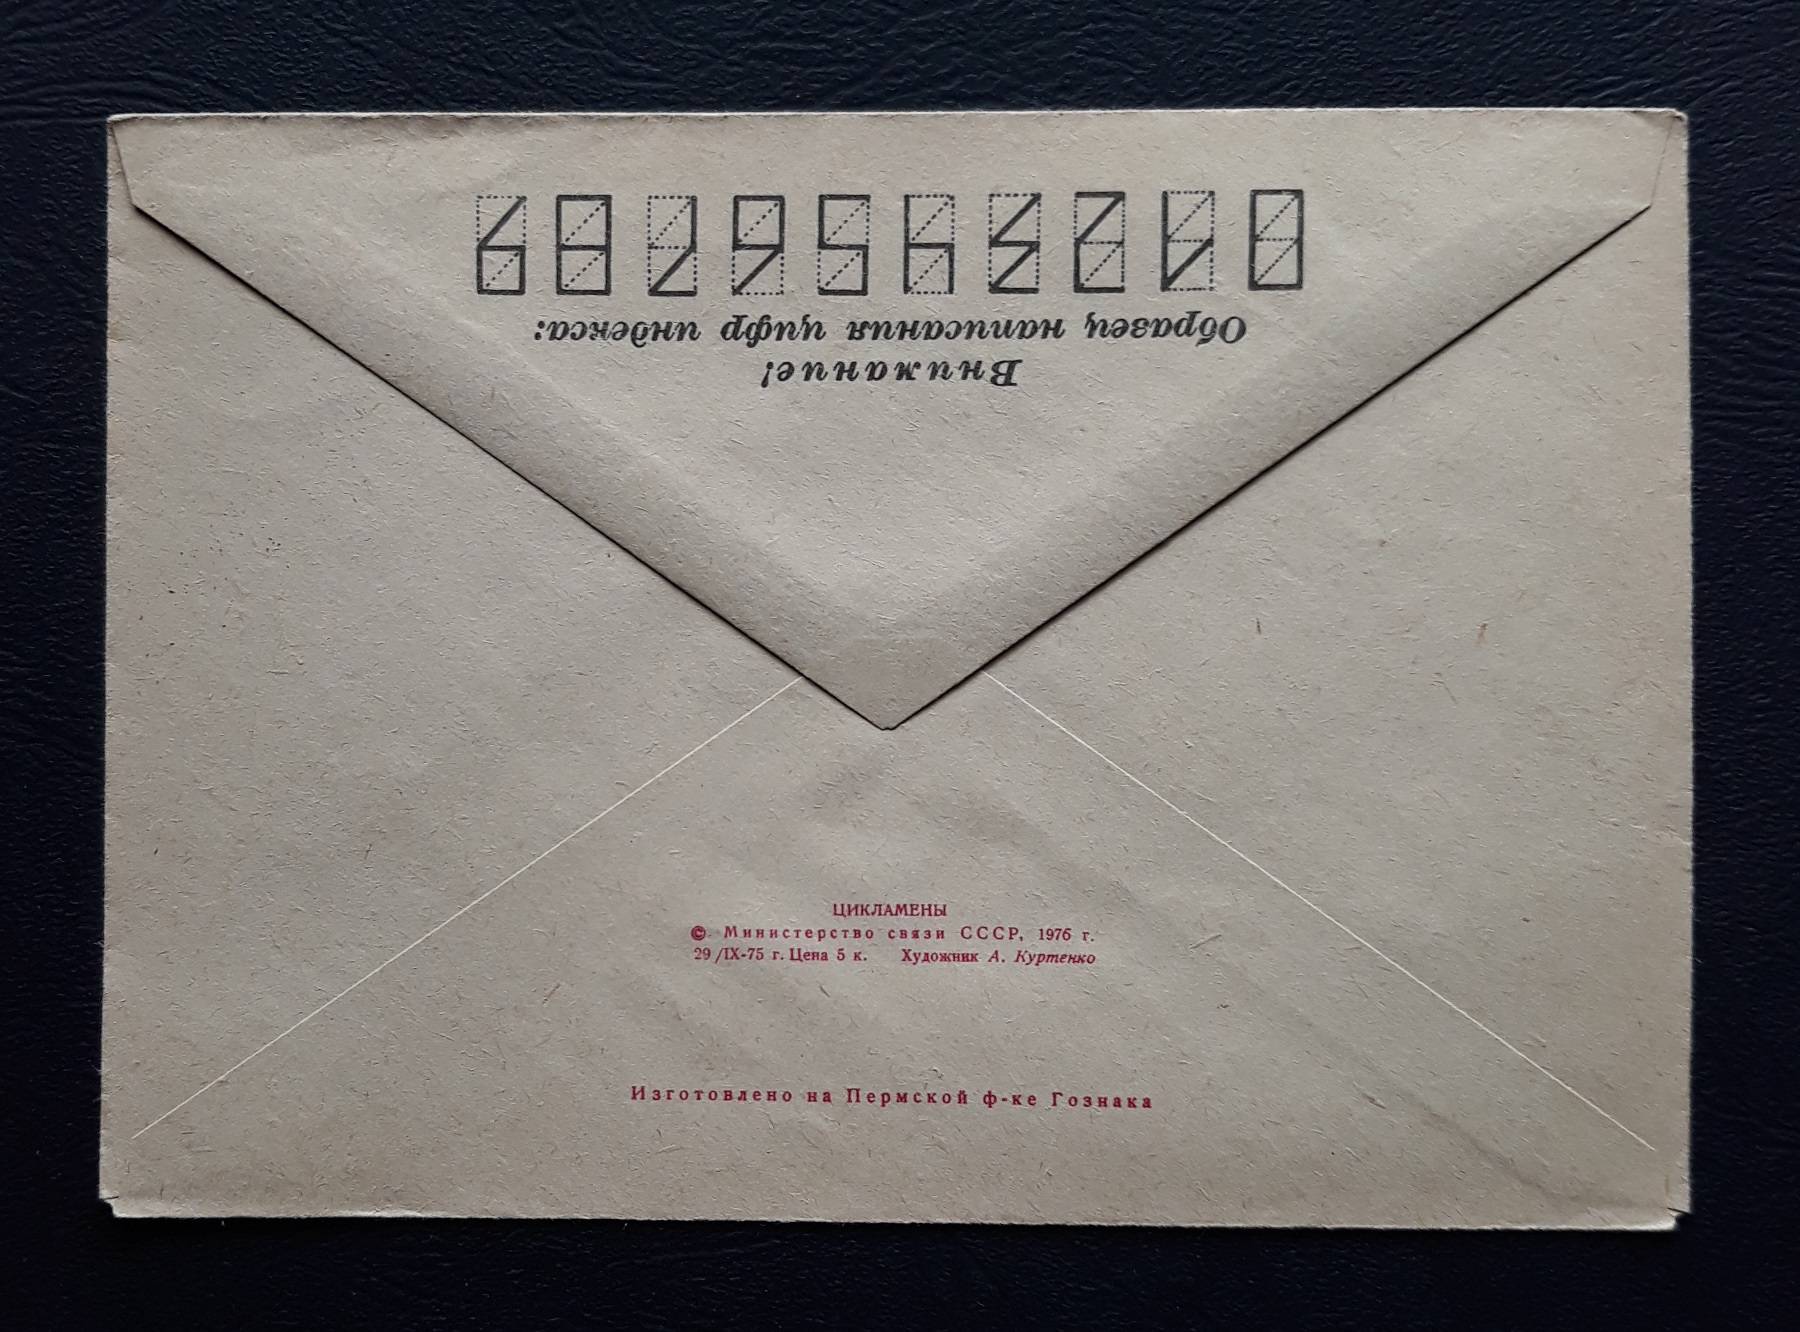 Внимание!
Образец написания цифр индекса:
0123456789
ЦИКЛАМЕНЫ
© Министерство связи СССР, 1976 г.
29/IX-75 г. Цена 5 к. Художник А. Куртенко
Изготовлено на Пермской ф-ке Гознака